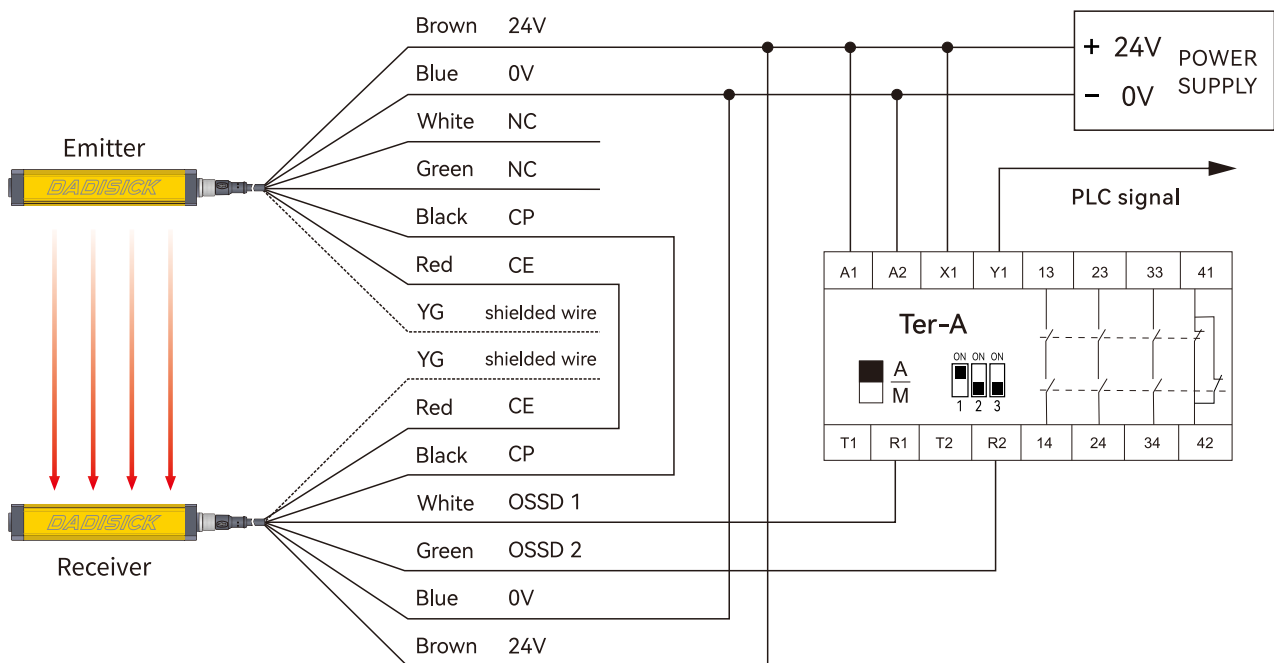 Brown 24V
Blue 0V
White NC
Green NC
Black CP
Red CE
YG shielded wire
YG shielded wire
Red CE
Black CP
White OSSD 1
Green OSSD 2
Blue 0V
Brown 24V
Emitter
DADISICK
DADISICK
Receiver
+ 24V
- 0V
POWER
SUPPLY
PLC signal
A1 A2 X1 Y1 13 23 33 41
Ter-A
A
M
ON ON ON
1 2 3
T1 R1 T2 R2 14 24 34 42